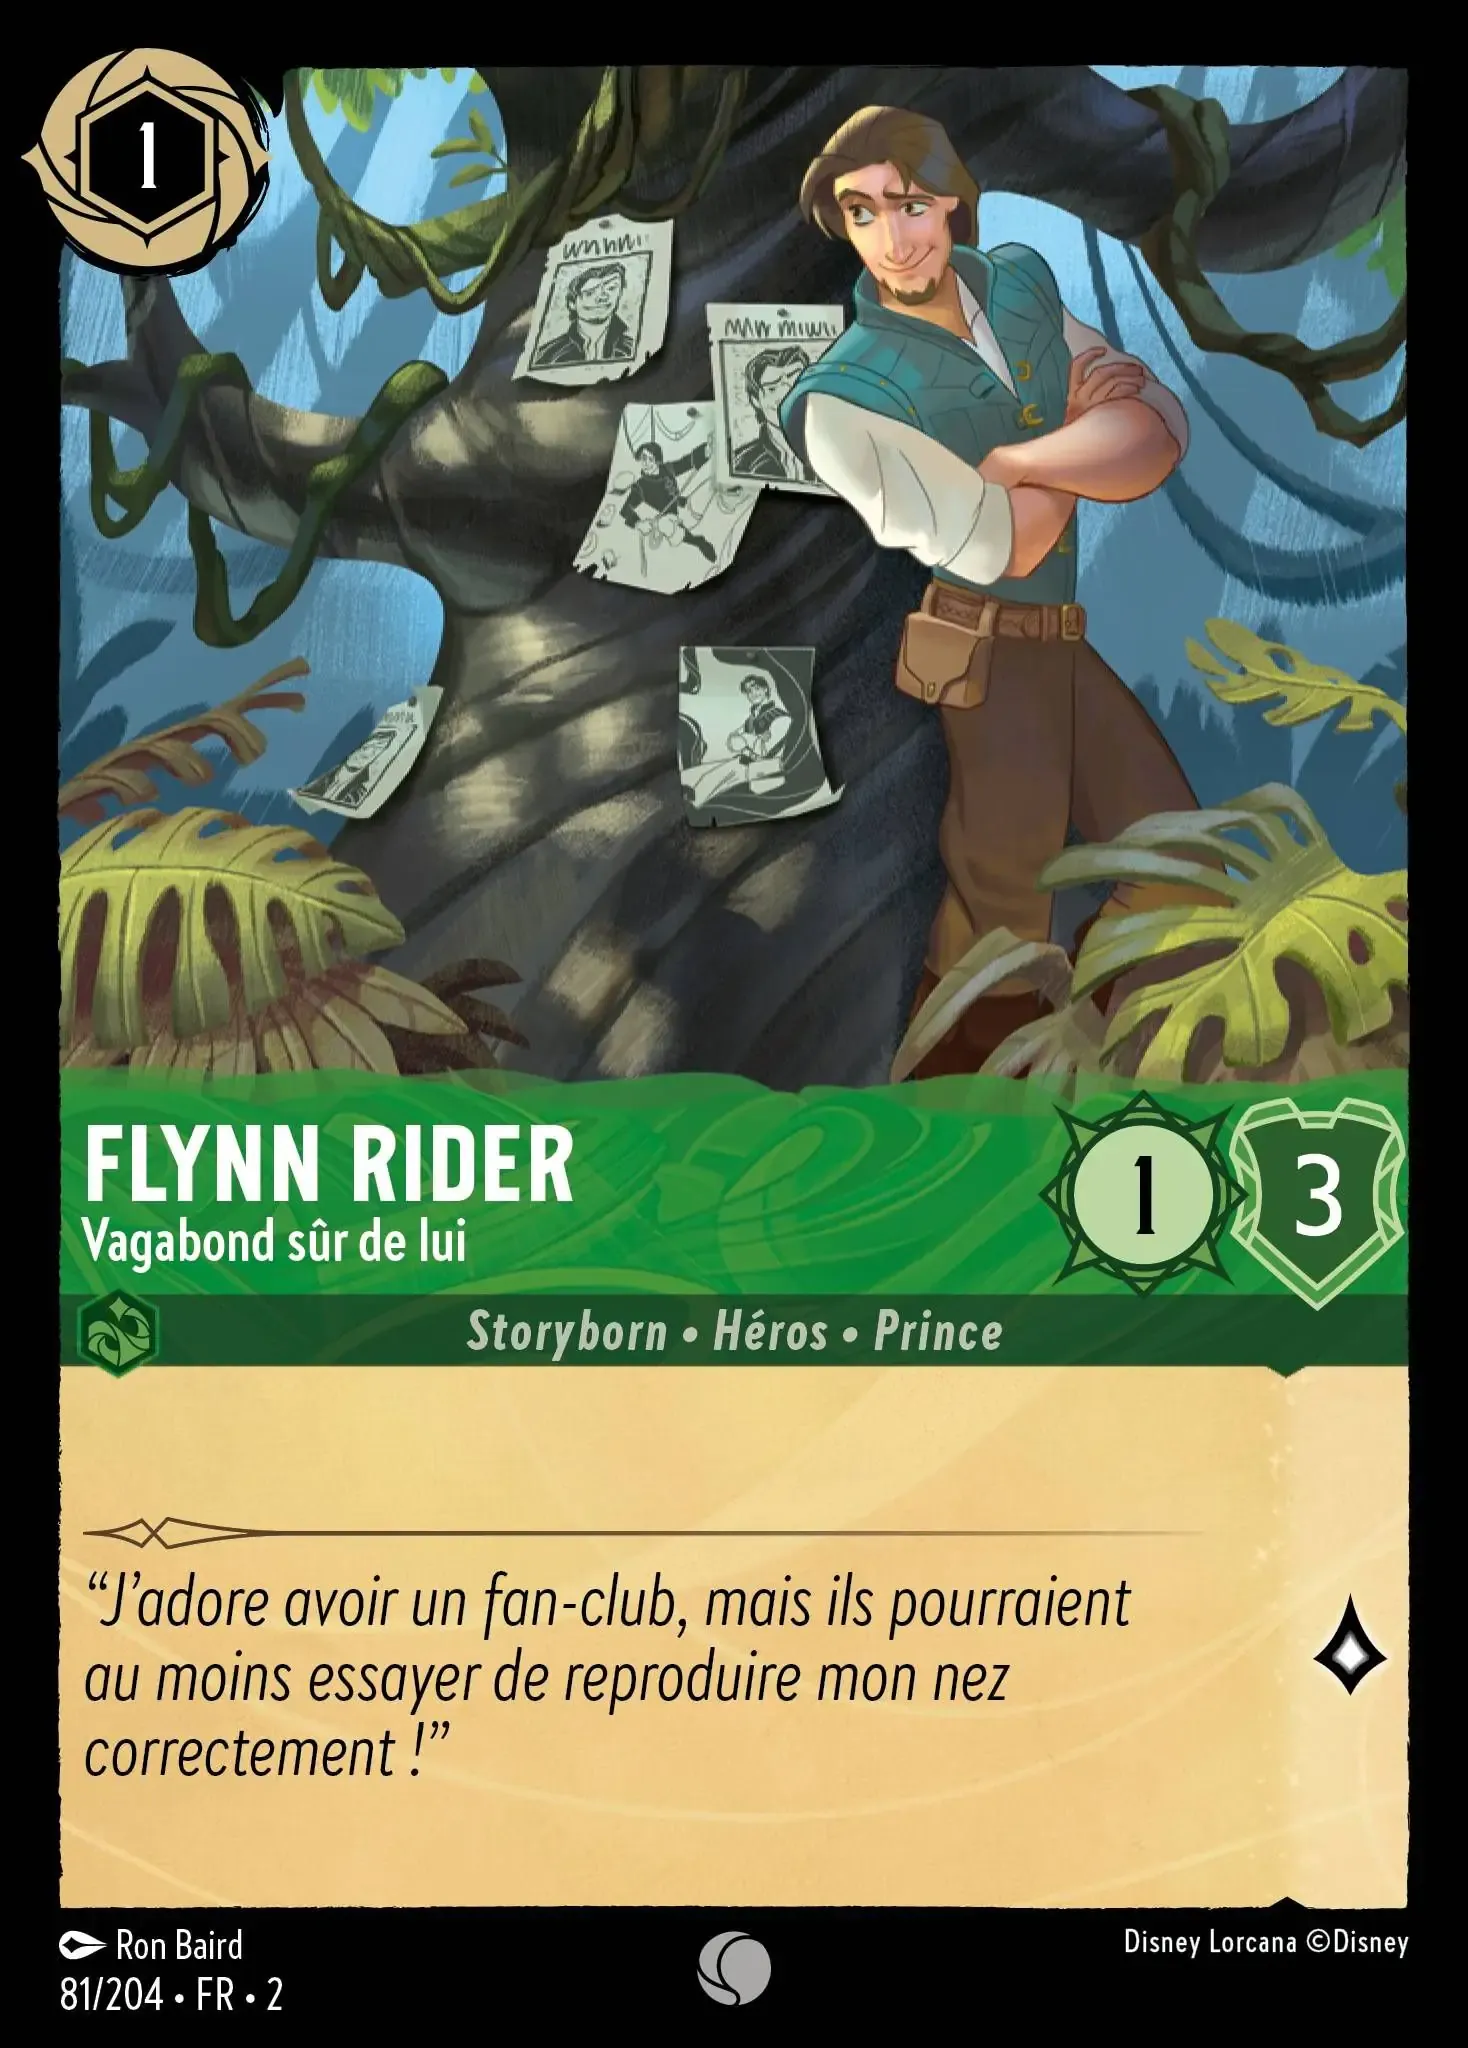 1
FLYNN RIDER
Vagabond sûr de lui
1
3
Storyborn • Héros • Prince
“J’adore avoir un fan-club, mais ils pourraient
au moins essayer de reproduire mon nez
correctement !”
Ron Baird
Disney Lorcana ©Disney
81/204 • FR • 2